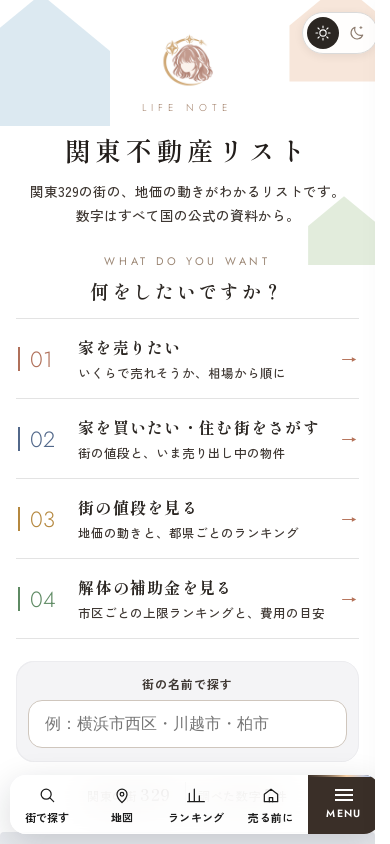 LIFE NOTE
関東不動産リスト
関東329の街の、地価の動きがわかるリストです。
数字はすべて国の公式の資料から。
WHAT DO YOU WANT
何をしたいですか？
01
家を売りたい
いくらで売れそうか、相場から順に
→
02
家を買いたい・住む街をさがす
街の値段と、いま売り出し中の物件
→
03
街の値段を見る
地価の動きと、都県ごとのランキング
→
04
解体の補助金を見る
市区ごとの上限ランキングと、費用の目安
→
街の名前で探す
例：横浜市西区・川越市・柏市
329
街で探す
地図
ランキング
売る前に
MENU